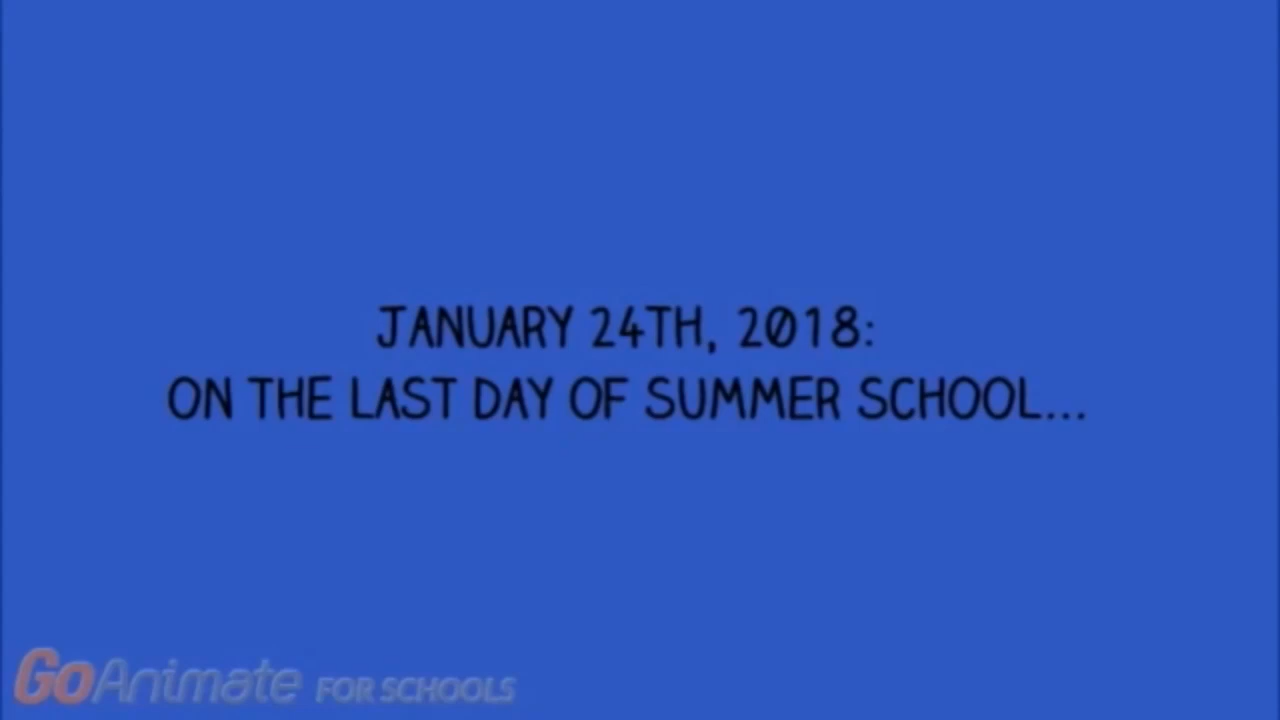 JANUARY 24TH, 2018:
ON THE LAST DAY OF SUMMER SCHOOL...
GoAnimate FOR SCHOOLS